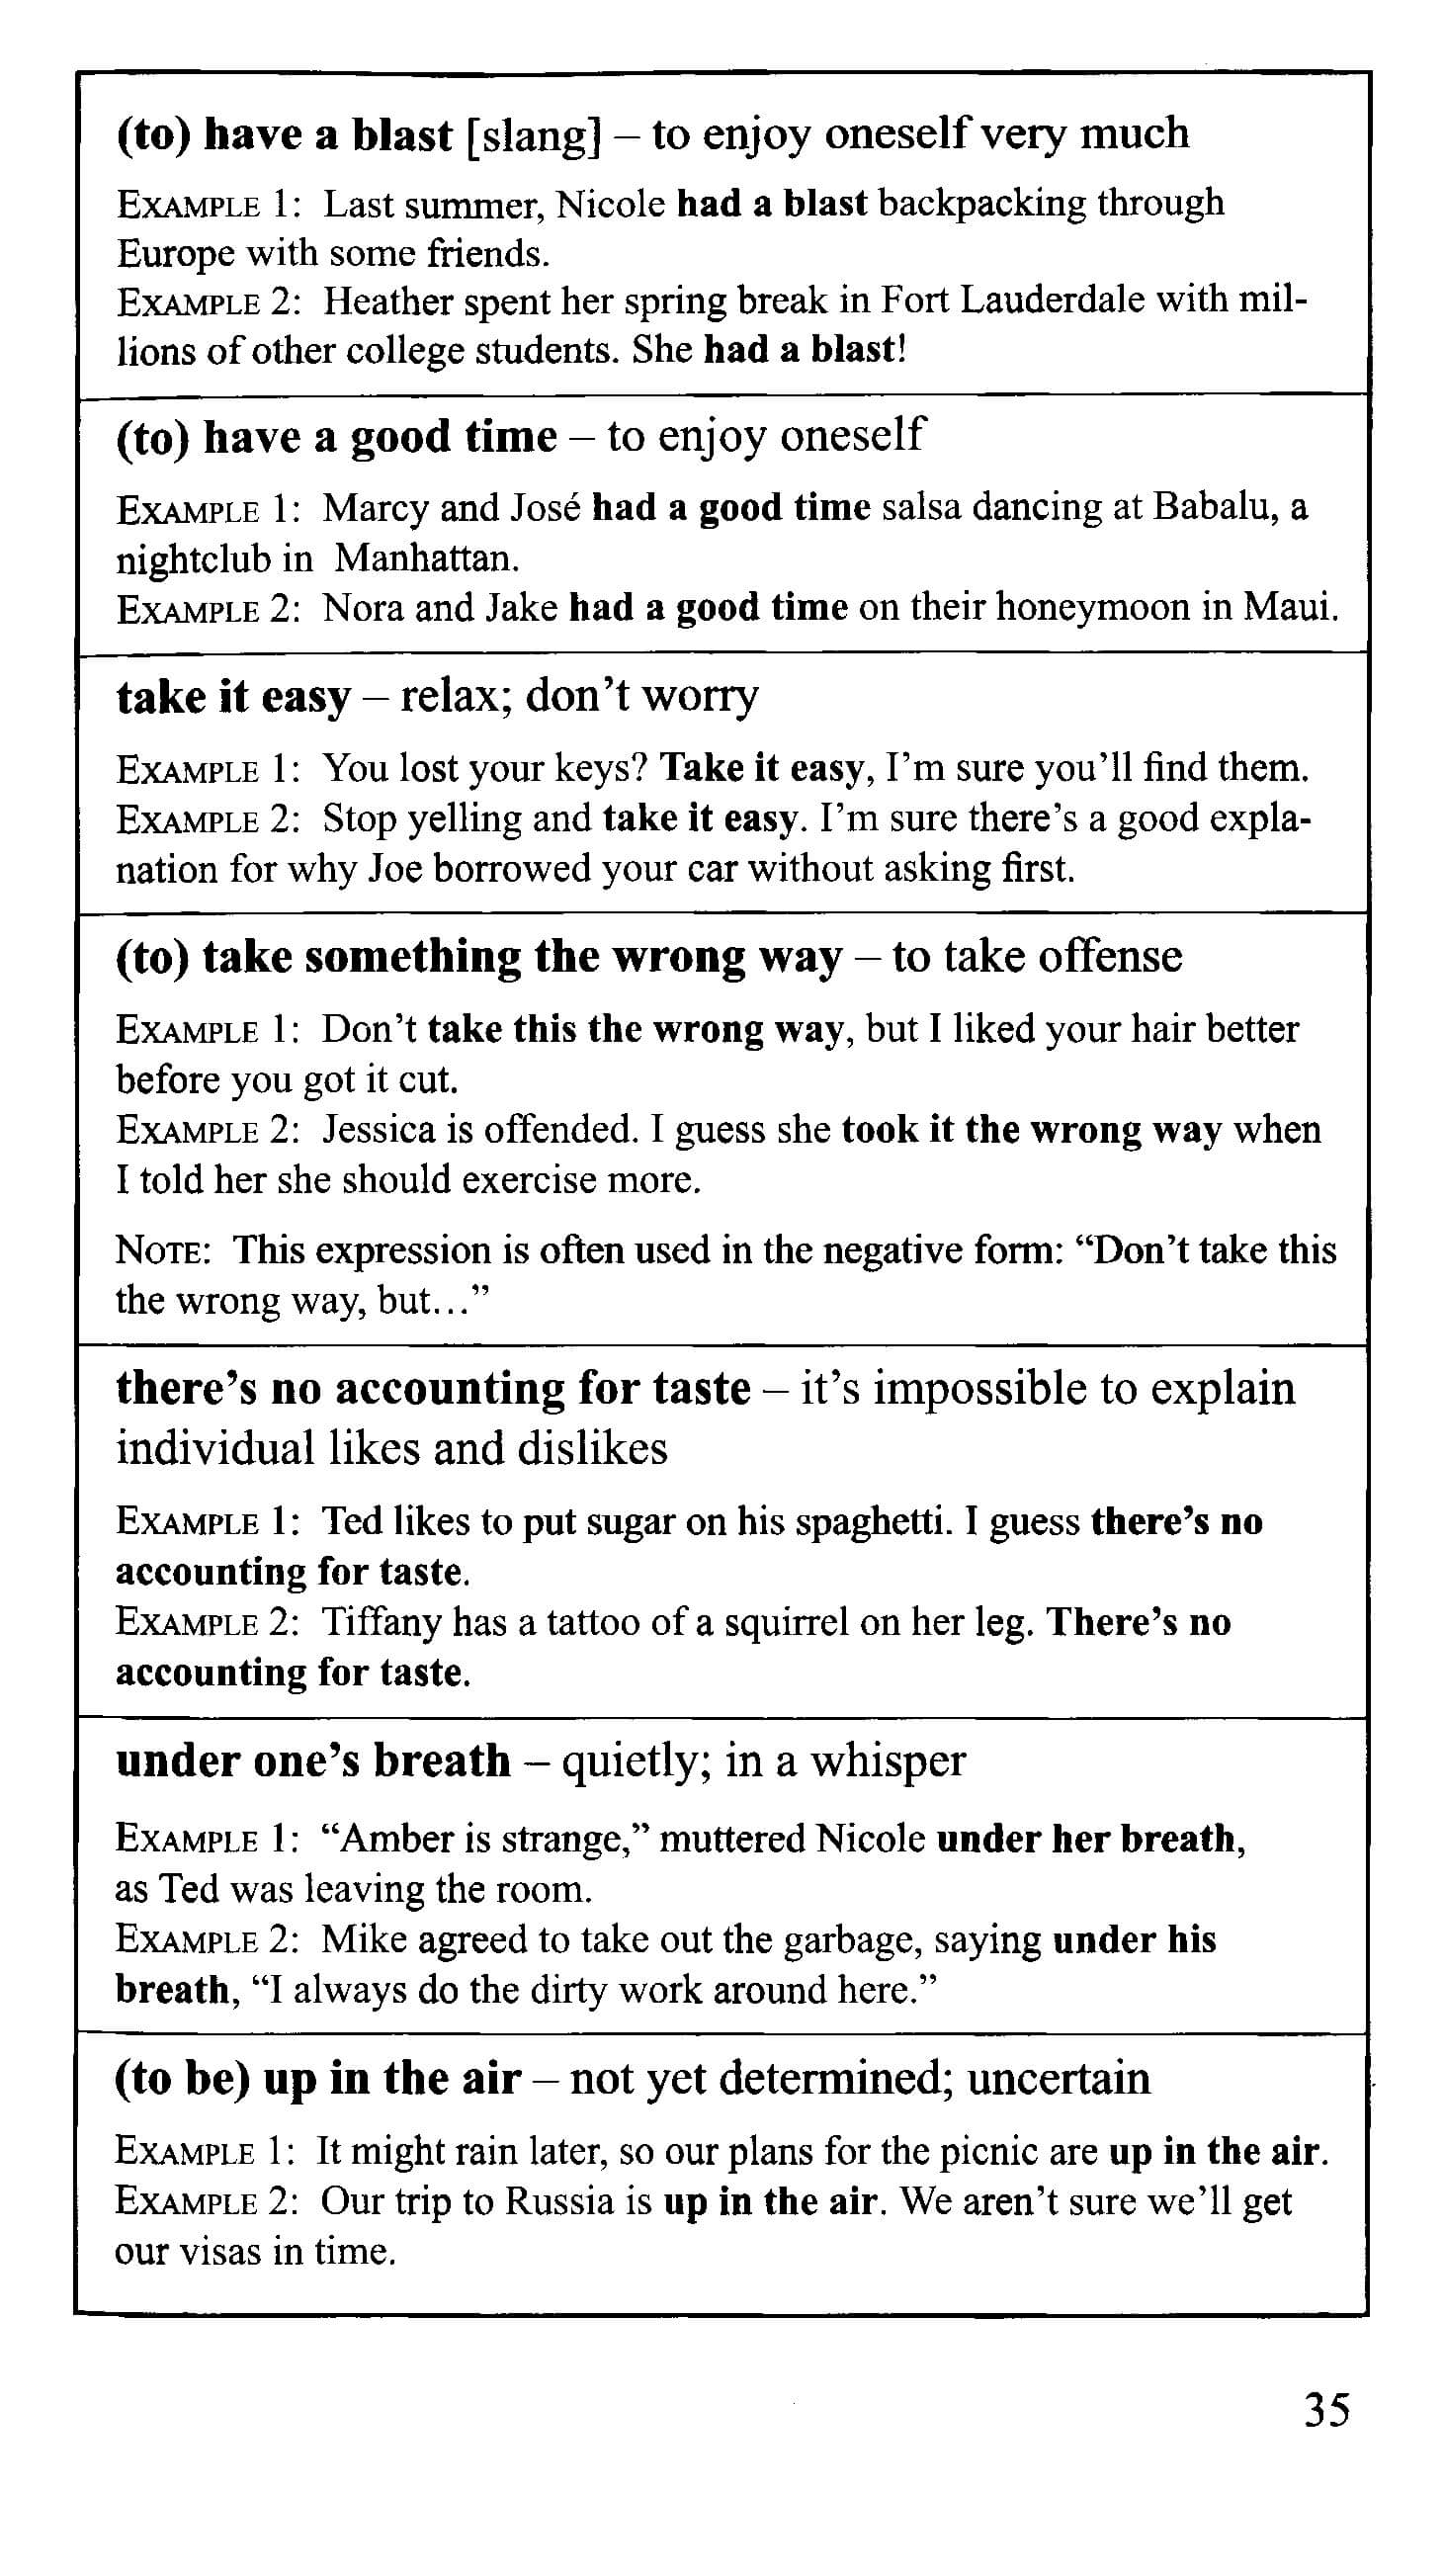 (to) have a blast [slang] – to enjoy oneself very much
EXAMPLE 1: Last summer, Nicole had a blast backpacking through
Europe with some friends.
EXAMPLE 2: Heather spent her spring break in Fort Lauderdale with mil-
lions of other college students. She had a blast!
(to) have a good time – to enjoy oneself
EXAMPLE 1: Marcy and José had a good time salsa dancing at Babalu, a
nightclub in Manhattan.
EXAMPLE 2: Nora and Jake had a good time on their honeymoon in Maui.
take it easy – relax; don't worry
EXAMPLE 1: You lost your keys? Take it easy, I'm sure you'll find them.
EXAMPLE 2: Stop yelling and take it easy. I'm sure there's a good expla-
nation for why Joe borrowed your car without asking first.
(to) take something the wrong way – to take offense
EXAMPLE 1: Don't take this the wrong way, but I liked your hair better
before you got it cut.
EXAMPLE 2: Jessica is offended. I guess she took it the wrong way when
I told her she should exercise more.
NOTE: This expression is often used in the negative form: “Don't take this
the wrong way, but...”
there's no accounting for taste – it's impossible to explain
individual likes and dislikes
EXAMPLE 1: Ted likes to put sugar on his spaghetti. I guess there's no
accounting for taste.
EXAMPLE 2: Tiffany has a tattoo of a squirrel on her leg. There's no
accounting for taste.
under one's breath – quietly; in a whisper
EXAMPLE 1: “Amber is strange,” muttered Nicole under her breath,
as Ted was leaving the room.
EXAMPLE 2: Mike agreed to take out the garbage, saying under his
breath, “I always do the dirty work around here.”
(to be) up in the air – not yet determined; uncertain
EXAMPLE 1: It might rain later, so our plans for the picnic are up in the air.
EXAMPLE 2: Our trip to Russia is up in the air. We aren't sure we'll get
our visas in time.
35